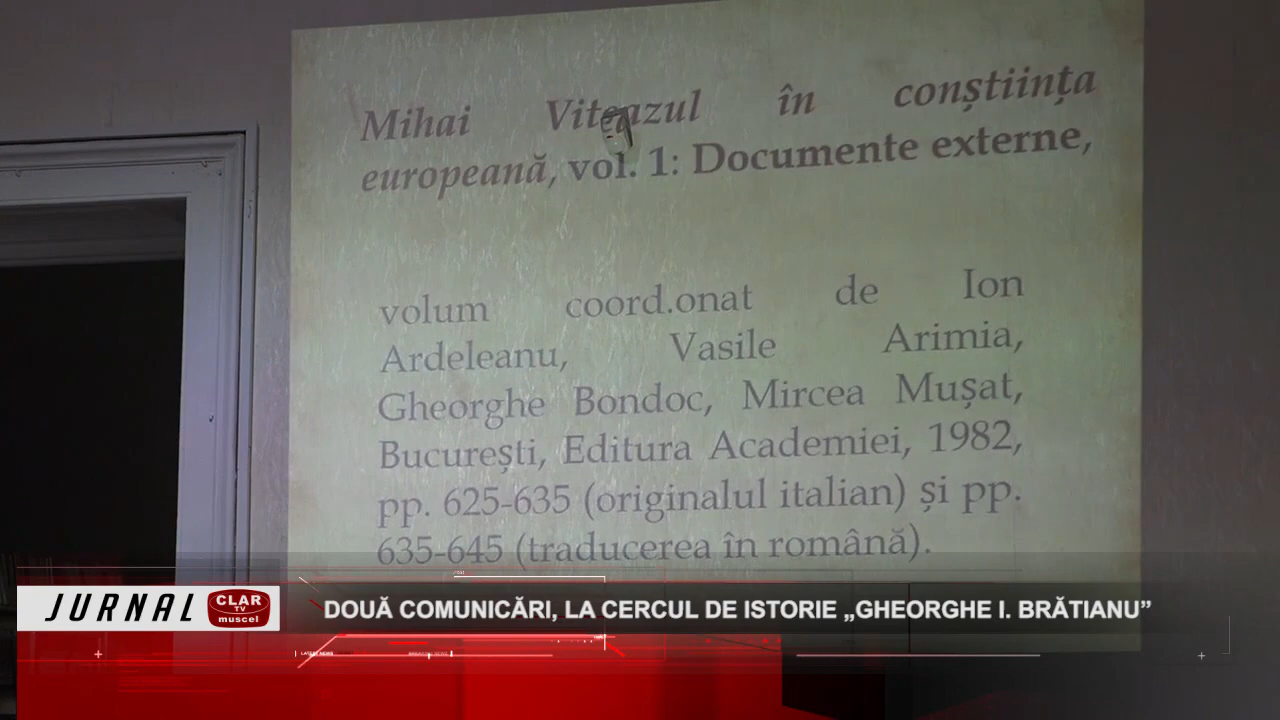 Mihai Viteazul în conștiința
europeană, vol. 1: Documente externe,
volum coord.onat de Ion
Ardeleanu, Vasile Arimia,
Gheorghe Bondoc, Mircea Mușat,
București, Editura Academiei, 1982,
pp. 625-635 (originalul italian) și pp.
635-645 (traducerea în română).
JURNAL
CLAR
TV
muscel
DOUĂ COMUNICĂRI, LA CERCUL DE ISTORIE „GHEORGHE I. BRĂTIANU”
LATEST NEWS